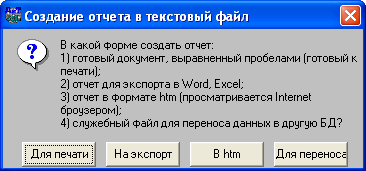 Создание отчета в текстовый файл
В какой форме создать отчет:
1) готовый документ, выравненный пробелами (готовый к
печати);
2) отчет для экспорта в Word, Excel;
3) отчет в формате htm (просматривается Internet
броузером);
4) служебный файл для переноса данных в другую БД?
Для печати
На экспорт
В htm
Для переноса